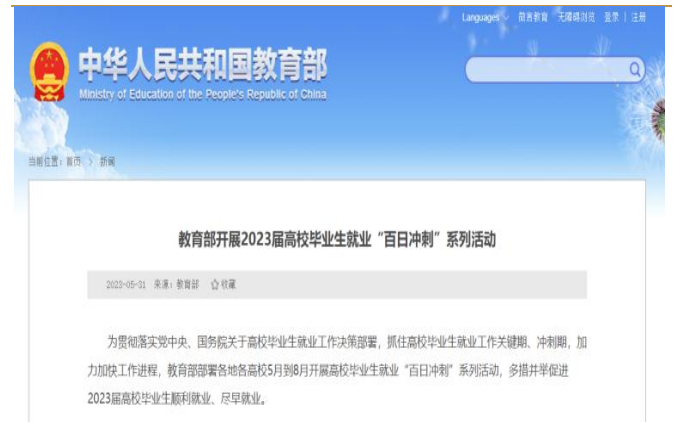 Languages 微言教育 无障碍浏览 登录 | 注册
中华人民共和国教育部
Ministry of Education of the People's Republic of China
当前位置：首页 > 新闻
教育部开展2023届高校毕业生就业“百日冲刺”系列活动
2023-05-31 来源：教育部 收藏
为贯彻落实党中央、国务院关于高校毕业生就业工作决策部署，抓住高校毕业生就业工作关键期、冲刺期，加
力加快工作进程，教育部部署各地各高校5月到8月开展高校毕业生就业“百日冲刺”系列活动，多措并举促进
2023届高校毕业生顺利就业、尽早就业。